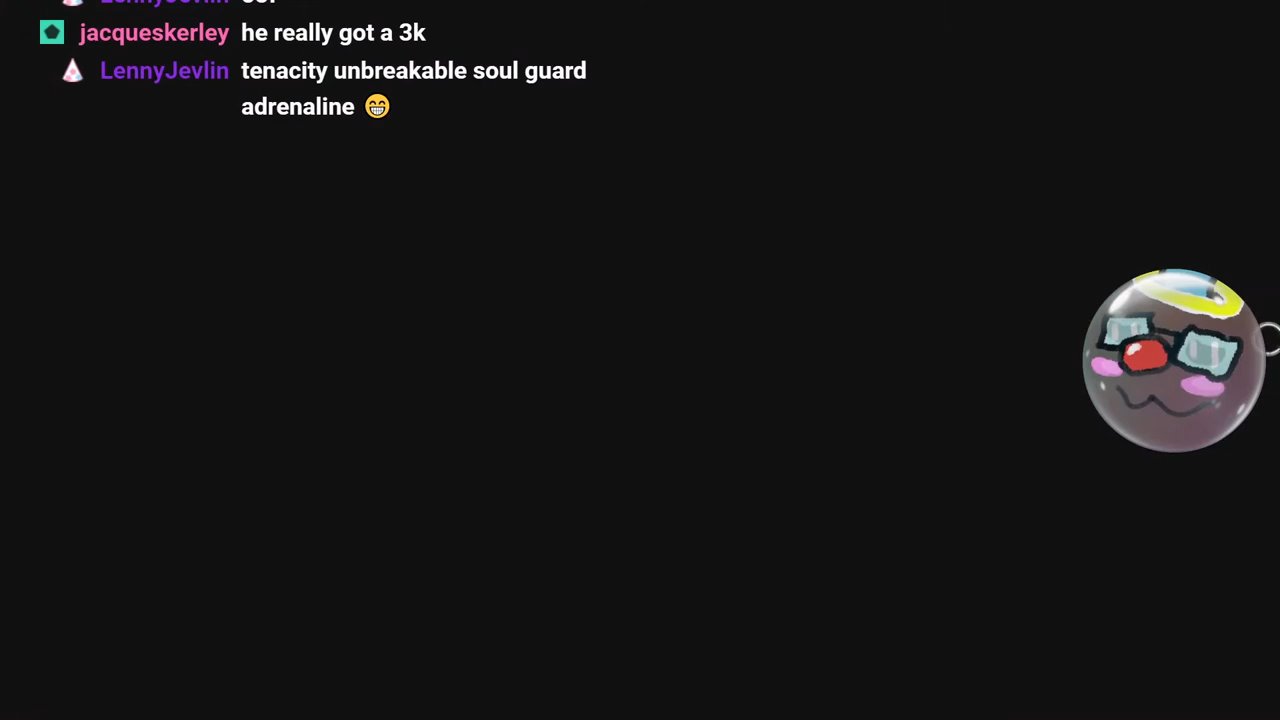 jacqueskerley he really got a 3k
LennyJevlin tenacity unbreakable soul guard
adrenaline 😁